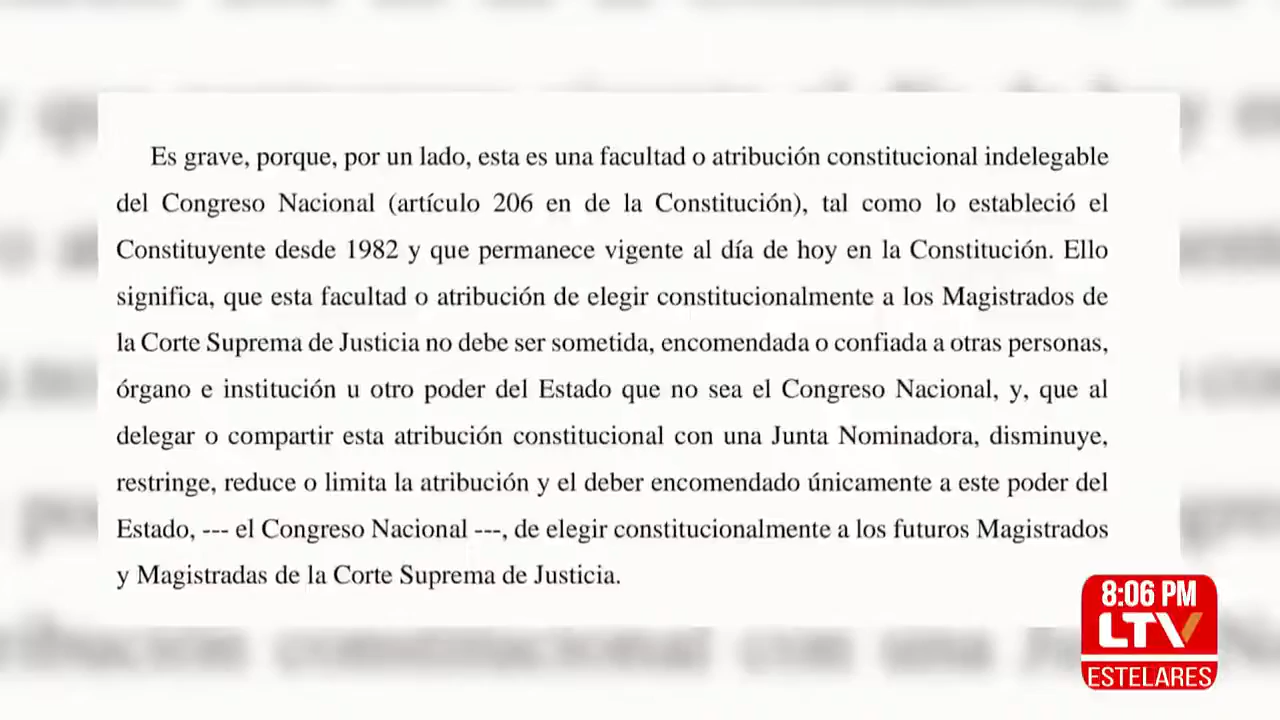 Es grave, porque, por un lado, esta es una facultad o atribución constitucional indelegable
del Congreso Nacional (artículo 206 en de la Constitución), tal como lo estableció el
Constituyente desde 1982 y que permanece vigente al día de hoy en la Constitución. Ello
significa, que esta facultad o atribución de elegir constitucionalmente a los Magistrados de
la Corte Suprema de Justicia no debe ser sometida, encomendada o confiada a otras personas,
órgano e institución u otro poder del Estado que no sea el Congreso Nacional, y, que al
delegar o compartir esta atribución constitucional con una Junta Nominadora, disminuye,
restringe, reduce o limita la atribución y el deber encomendado únicamente a este poder del
Estado, --- el Congreso Nacional ---, de elegir constitucionalmente a los futuros Magistrados
y Magistradas de la Corte Suprema de Justicia.
8:06 PM
LTV
ESTELARES